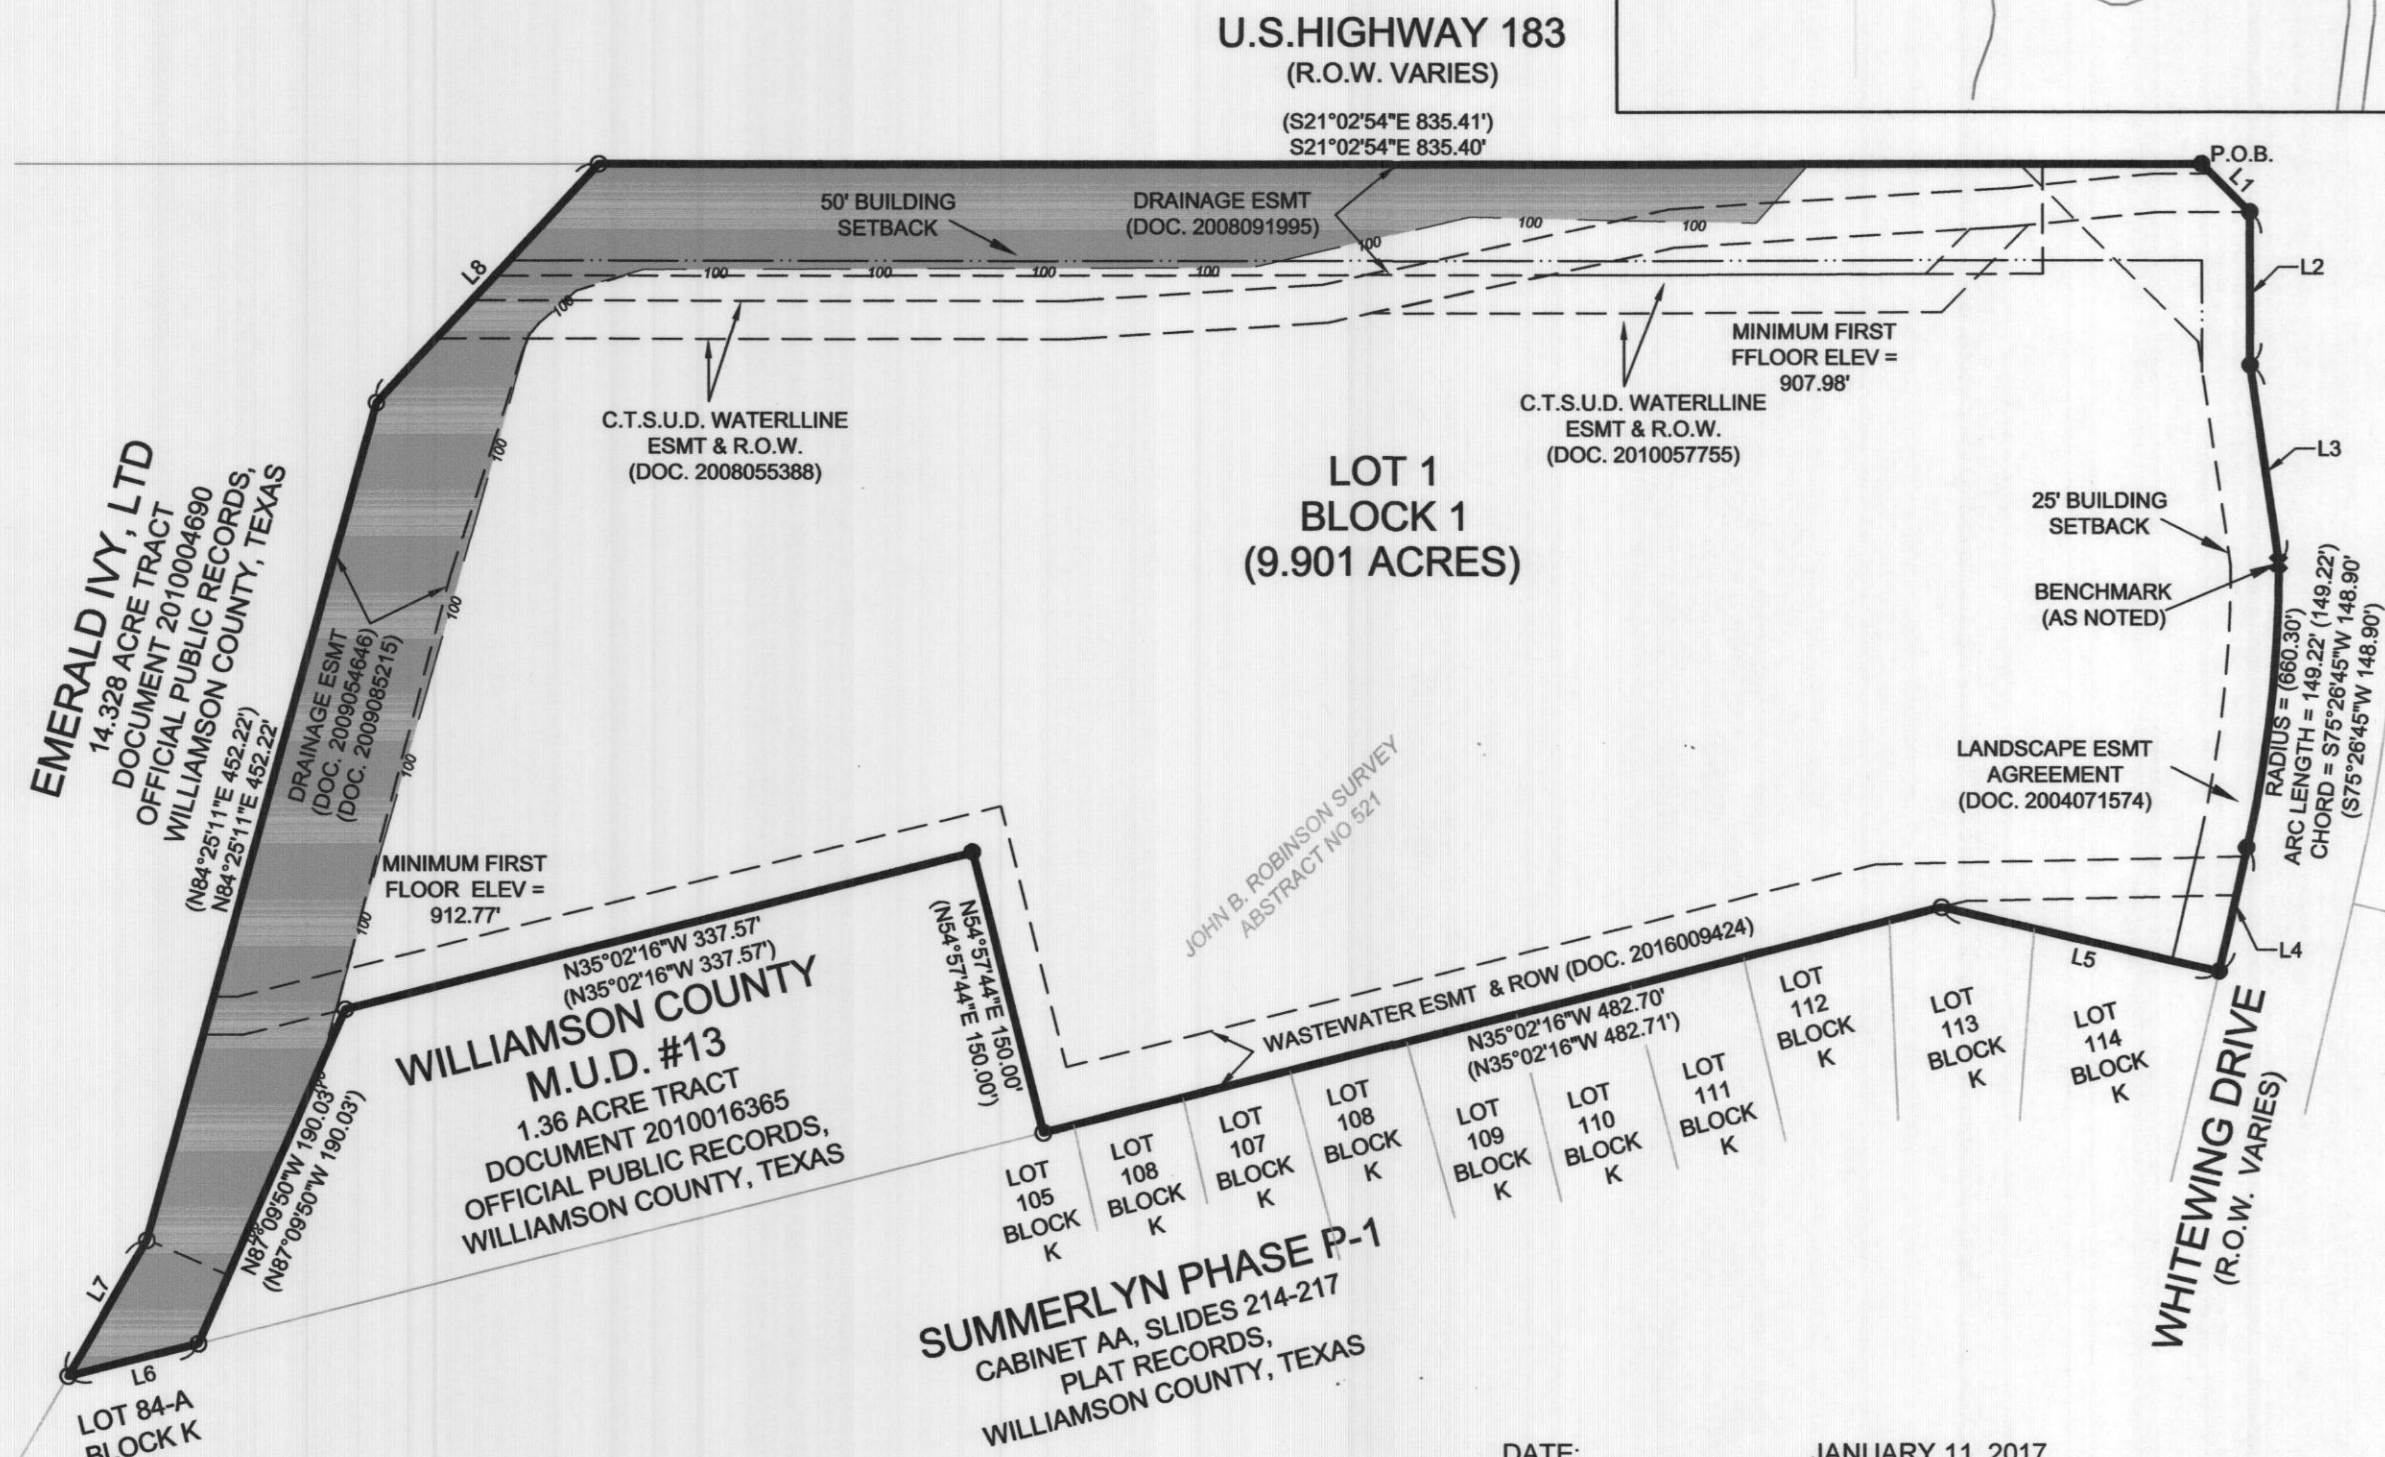 U.S.HIGHWAY 183
(R.O.W. VARIES)
(S21°02'54"E 835.41')
S21°02'54"E 835.40'
P.O.B.
L1
50' BUILDING
SETBACK
DRAINAGE ESMT
(DOC. 2008091995)
100
100
100
100
100
100
100
100
L8
L2
C.T.S.U.D. WATERLLINE
ESMT & R.O.W.
(DOC. 2008055388)
C.T.S.U.D. WATERLLINE
ESMT & R.O.W.
(DOC. 2010057755)
MINIMUM FIRST
FFLOOR ELEV =
907.98'
LOT 1
BLOCK 1
(9.901 ACRES)
L3
25' BUILDING
SETBACK
BENCHMARK
(AS NOTED)
RADIUS = (660.30')
ARC LENGTH = 149.22' (149.22')
CHORD = S75°26'45"W 148.90'
(S75°26'45"W 148.90')
LANDSCAPE ESMT
AGREEMENT
(DOC. 2004071574)
EMERALD IVY, LTD
14.328 ACRE TRACT
DOCUMENT 2010004690
OFFICIAL PUBLIC RECORDS,
WILLIAMSON COUNTY, TEXAS
(N84°25'11"E 452.22')
N84°25'11"E 452.22'
DRAINAGE ESMT
(DOC. 2009054646)
(DOC. 2009085215)
100
100
100
100
MINIMUM FIRST
FLOOR ELEV =
912.77'
JOHN B. ROBINSON SURVEY
ABSTRACT NO 521
N35°02'16"W 337.57'
(N35°02'16"W 337.57')
N54°57'44"E 150.00'
(N54°57'44"E 150.00')
WILLIAMSON COUNTY
M.U.D. #13
1.36 ACRE TRACT
DOCUMENT 2010016365
OFFICIAL PUBLIC RECORDS,
WILLIAMSON COUNTY, TEXAS
WASTEWATER ESMT & ROW (DOC. 2016009424)
N35°02'16"W 482.70'
(N35°02'16"W 482.71')
L4
L5
N87°09'50"W 190.03'
(N87°09'50"W 190.03')
LOT
105
BLOCK
K
LOT
108
BLOCK
K
LOT
107
BLOCK
K
LOT
108
BLOCK
K
LOT
109
BLOCK
K
LOT
110
BLOCK
K
LOT
111
BLOCK
K
LOT
112
BLOCK
K
LOT
113
BLOCK
K
LOT
114
BLOCK
K
WHITEWING DRIVE
(R.O.W. VARIES)
SUMMERLYN PHASE P-1
CABINET AA, SLIDES 214-217
PLAT RECORDS,
WILLIAMSON COUNTY, TEXAS
L7
L6
LOT 84-A
BLOCK K
DATE: JANUARY 11, 2017